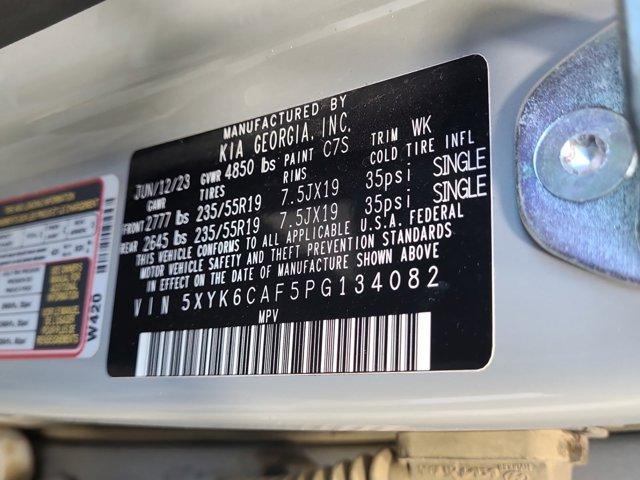 MANUFACTURED BY
KIA GEORGIA, INC.
JUN/12/23 GVWR 4850 lbs PAINT C7S TRIM WK
GAWR TIRES RIMS COLD TIRE INFL
FRONT 2777 lbs 235/55R19 7.5JX19 35psi SINGLE
REAR 2645 lbs 235/55R19 7.5JX19 35psi SINGLE
THIS VEHICLE CONFORMS TO ALL APPLICABLE U.S.A. FEDERAL
MOTOR VEHICLE SAFETY AND THEFT PREVENTION STANDARDS
IN EFFECT ON THE DATE OF MANUFACTURE SHOWN ABOVE
VIN 5XYK6CAF5PG134082
MPV
W420